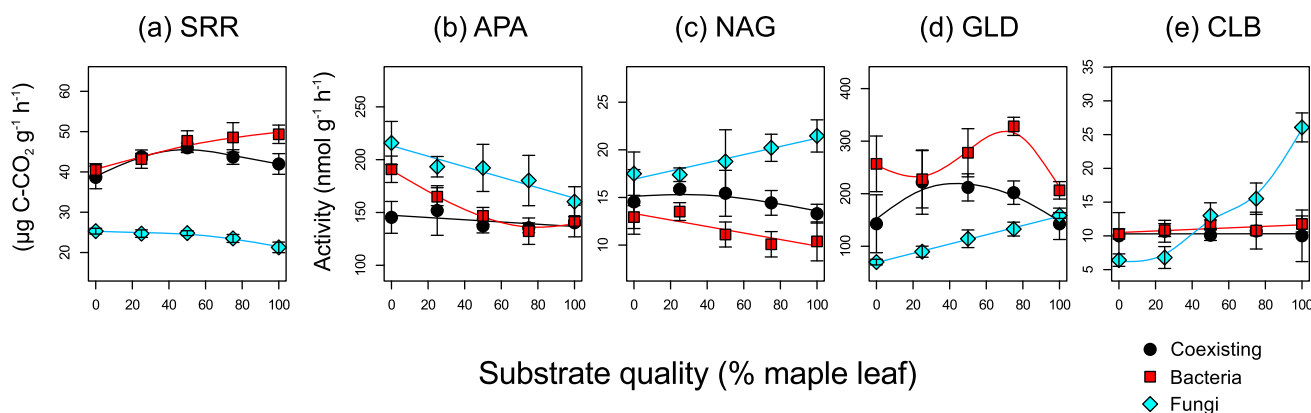 (a) SRR (b) APA (c) NAG (d) GLD (e) CLB
(µg C-CO₂ g⁻¹ h⁻¹)
20 30 40 50 60
0 20 40 60 80 100
Activity (nmol g⁻¹ h⁻¹)
100 150 200 250
0 20 40 60 80 100
10 15 20 25
0 20 40 60 80 100
100 200 300 400
0 20 40 60 80 100
5 10 15 20 25 30 35
0 20 40 60 80 100
Substrate quality (% maple leaf)
Coexisting
Bacteria
Fungi